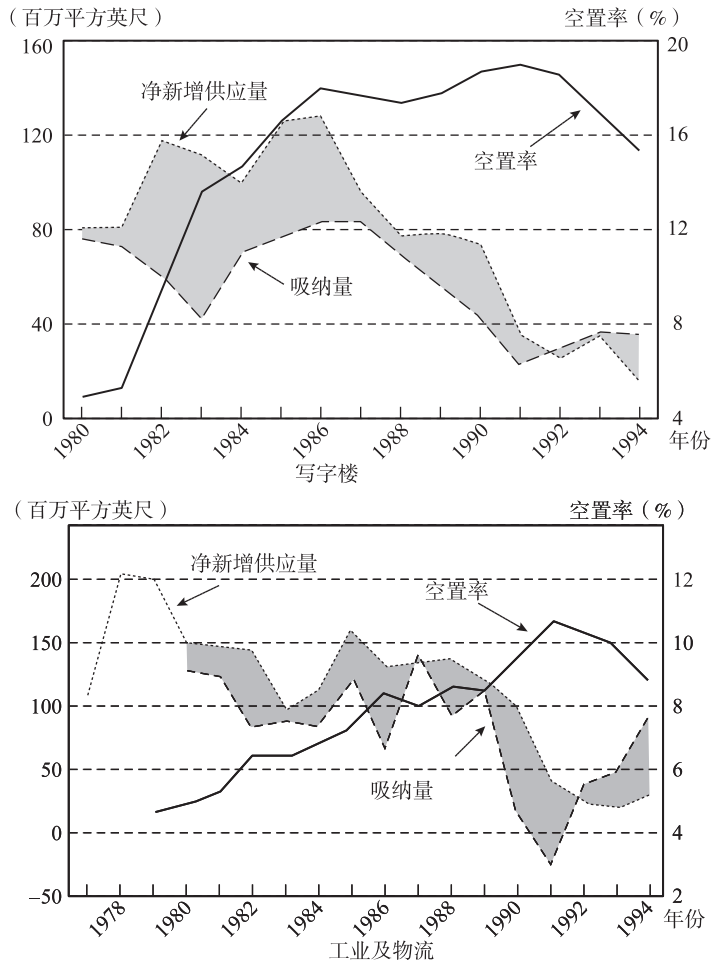 （百万平方英尺） 空置率（%）
160 20
净新增供应量
120 16
空置率
80 12
吸纳量
40 8
0 4
1980 1982 1984 1986 1988 1990 1992 1994 年份
写字楼
（百万平方英尺） 空置率（%）
净新增供应量
200 12
空置率
150 10
100 8
50 6
吸纳量
0 4
–50 2
1978 1980 1982 1984 1986 1988 1990 1992 1994 年份
工业及物流